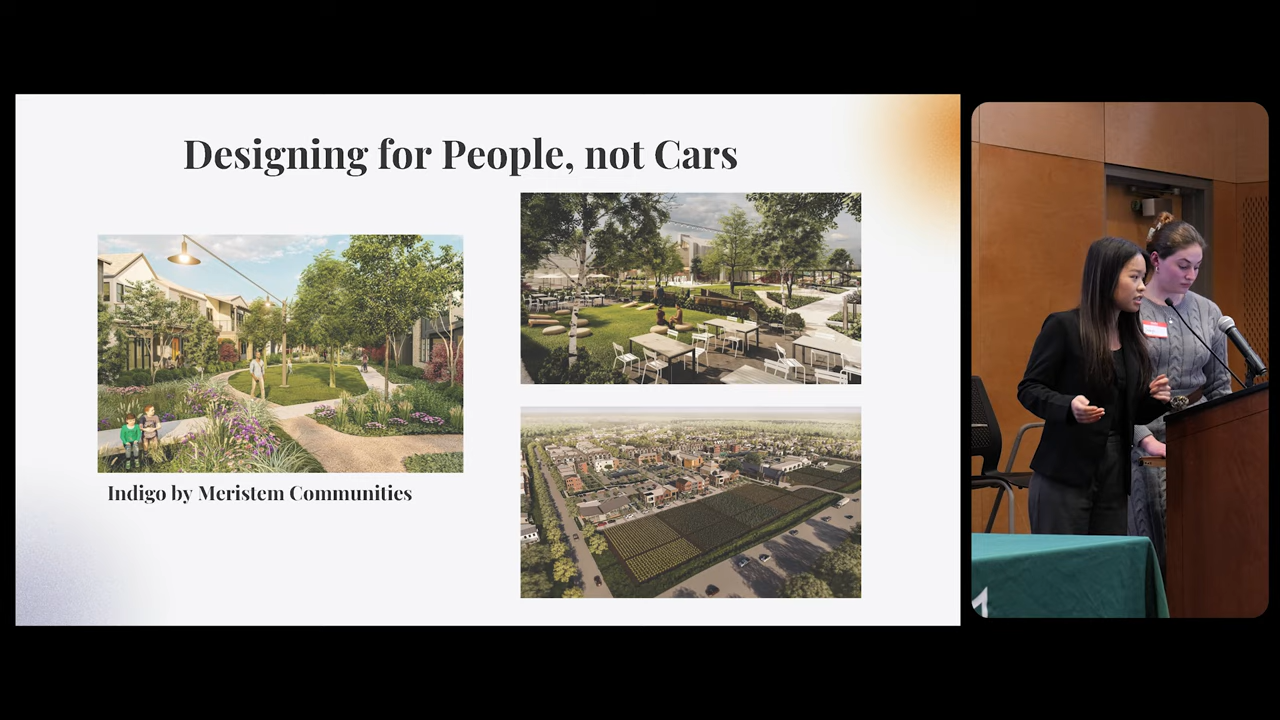 Designing for People, not Cars
Indigo by Meristem Communities